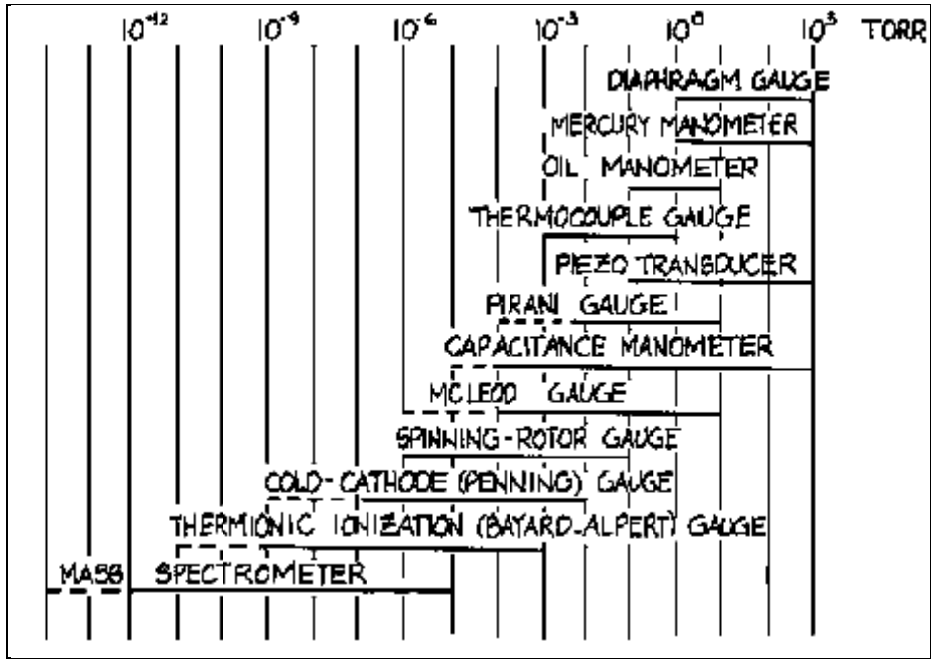 10⁻¹² 10⁻⁹ 10⁻⁶ 10⁻³ 10⁰ 10³ TORR
DIAPHRAGM GAUGE
MERCURY MANOMETER
OIL MANOMETER
THERMOCOUPLE GAUGE
PIEZO TRANSDUCER
PIRANI GAUGE
CAPACITANCE MANOMETER
MCLEOD GAUGE
SPINNING-ROTOR GAUGE
COLD-CATHODE (PENNING) GAUGE
THERMIONIC IONIZATION (BAYARD-ALPERT) GAUGE
MASS SPECTROMETER